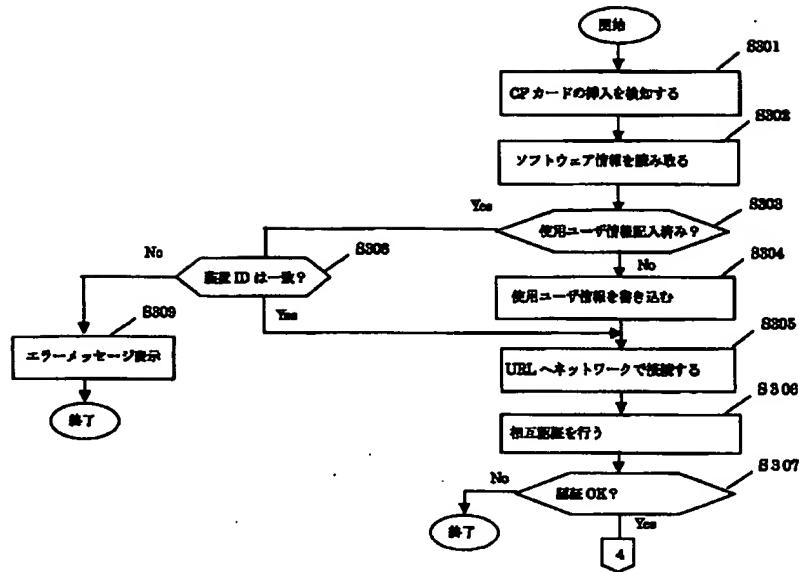 開始
S301
CFカードの挿入を検知する
S302
ソフトウェア情報を読み取る
S303
Yes
使用ユーザ情報記入済み？
No
S308
装置IDは一致？
No
S304
使用ユーザ情報を書き込む
Yes
S309
エラーメッセージ表示
S305
URLへネットワークで接続する
終了
S306
相互認証を行う
S307
No
認証OK？
終了
Yes
4